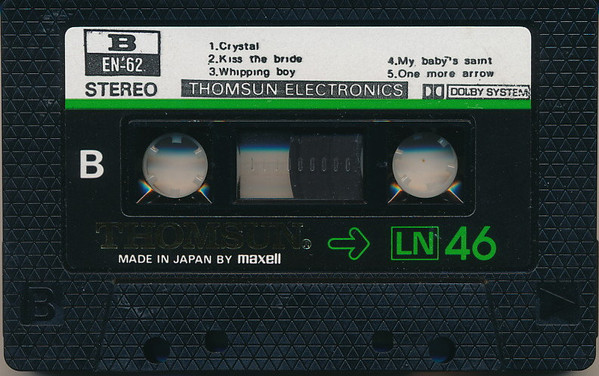 B
EN-62
STEREO
1.Crystal
2.Kiss the bride
3.Whipping boy
4.My baby's saint
5.One more arrow
THOMSUN ELECTRONICS
DOLBY SYSTEM
B
THOMSUN
MADE IN JAPAN BY maxell
LN 46
B